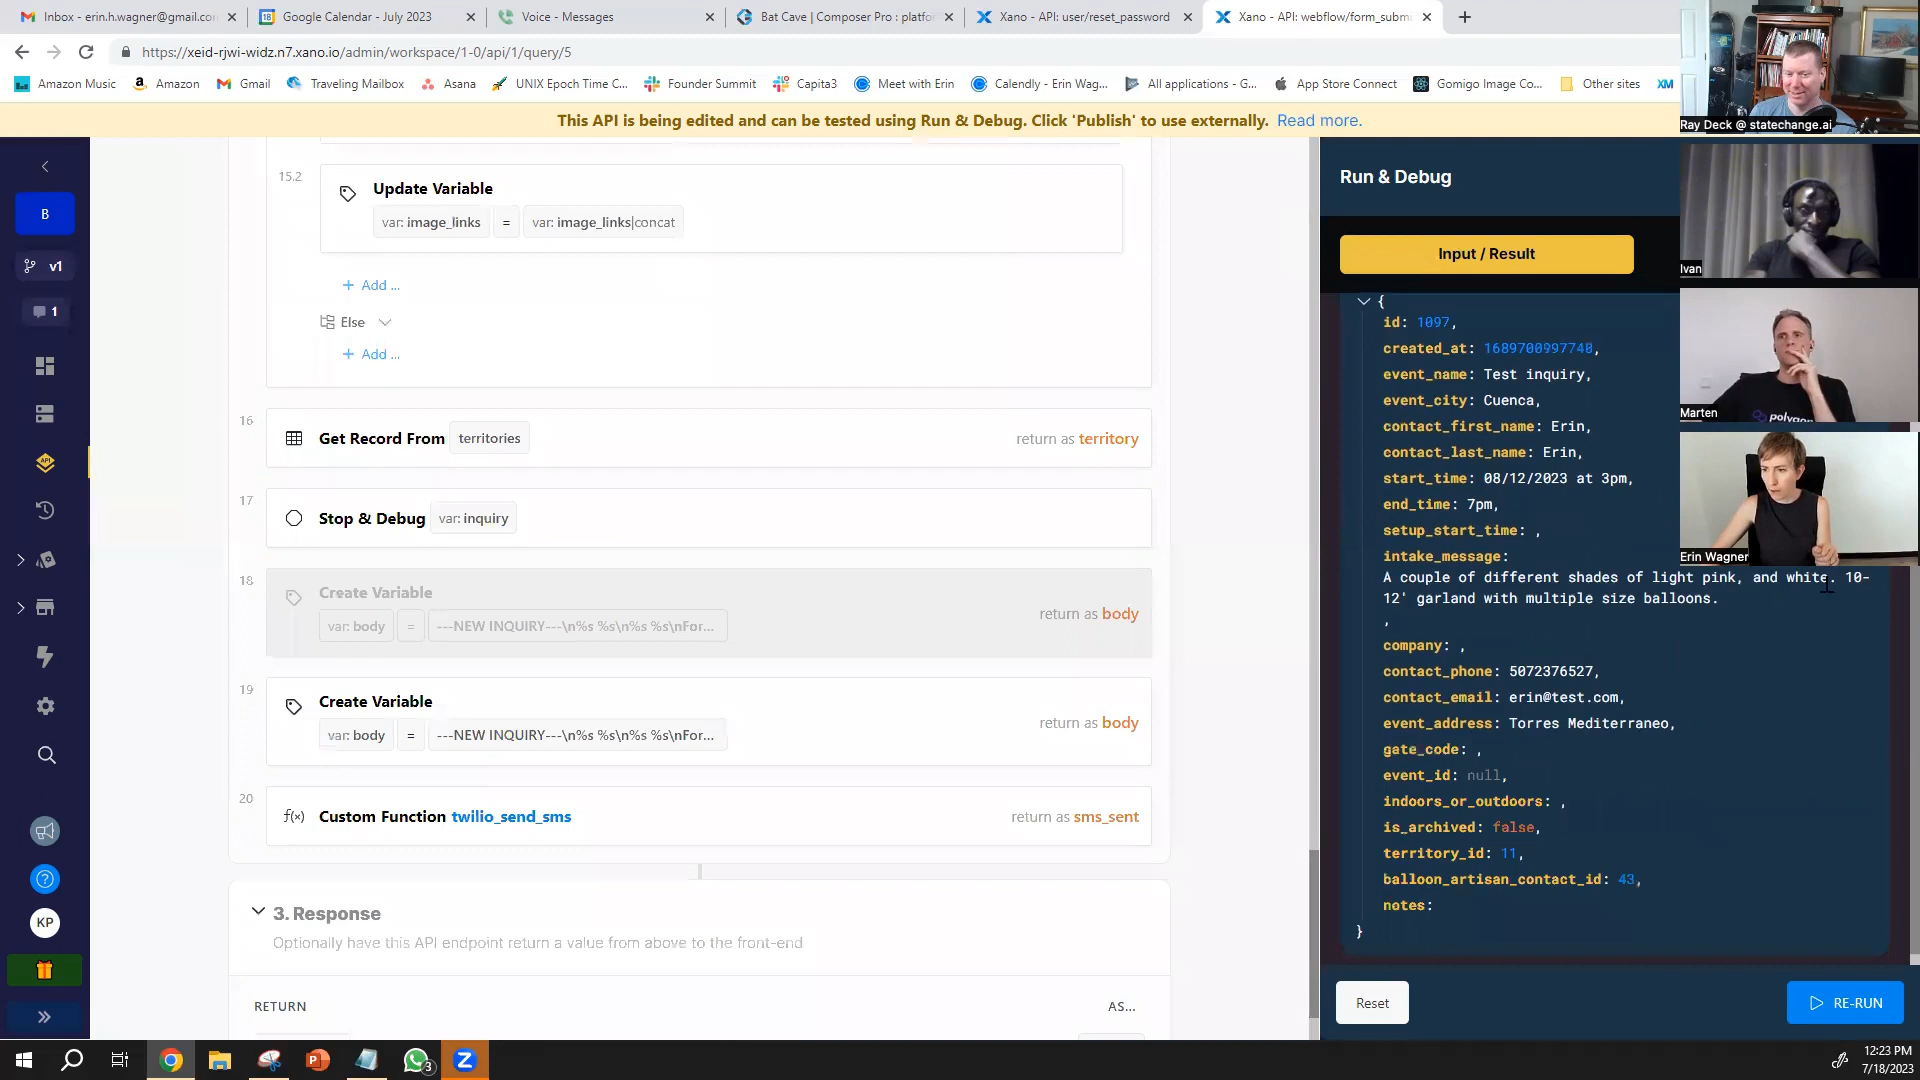 Inbox - erin.h.wagner@gmail.co
Google Calendar - July 2023
Voice - Messages
Bat Cave | Composer Pro : platfo
Xano - API: user/reset_password
Xano - API: webflow/form_subm
https://xeid-rjwi-widz.n7.xano.io/admin/workspace/1-0/api/1/query/5
Amazon Music
Amazon
Gmail
Traveling Mailbox
Asana
UNIX Epoch Time C...
Founder Summit
Capita3
Meet with Erin
Calendly - Erin Wag...
All applications - G...
App Store Connect
Gomigo Image Co...
Other sites
XM
This API is being edited and can be tested using Run & Debug. Click 'Publish' to use externally. Read more.
Ray Deck @ statechange.ai
Ivan
Marten
polygon
Erin Wagner
B
v1
1
KP
15.2
Update Variable
var: image_links = var: image_links|concat
+ Add ...
Else
+ Add ...
16
Get Record From territories
return as territory
17
Stop & Debug var: inquiry
18
Create Variable
var: body = ---NEW INQUIRY---\n%s %s\n%s %s\nFor...
return as body
19
Create Variable
var: body = ---NEW INQUIRY---\n%s %s\n%s %s\nFor...
return as body
20
f(x) Custom Function twilio_send_sms
return as sms_sent
3. Response
Optionally have this API endpoint return a value from above to the front-end
RETURN
AS...
Run & Debug
Input / Result
{
id: 1097,
created_at: 1689700997740,
event_name: Test inquiry,
event_city: Cuenca,
contact_first_name: Erin,
contact_last_name: Erin,
start_time: 08/12/2023 at 3pm,
end_time: 7pm,
setup_start_time: ,
intake_message:
A couple of different shades of light pink, and white. 10-
12' garland with multiple size balloons.
,
company: ,
contact_phone: 5072376527,
contact_email: erin@test.com,
event_address: Torres Mediterraneo,
gate_code: ,
event_id: null,
indoors_or_outdoors: ,
is_archived: false,
territory_id: 11,
balloon_artisan_contact_id: 43,
notes:
}
Reset
RE-RUN
3
12:23 PM
7/18/2023